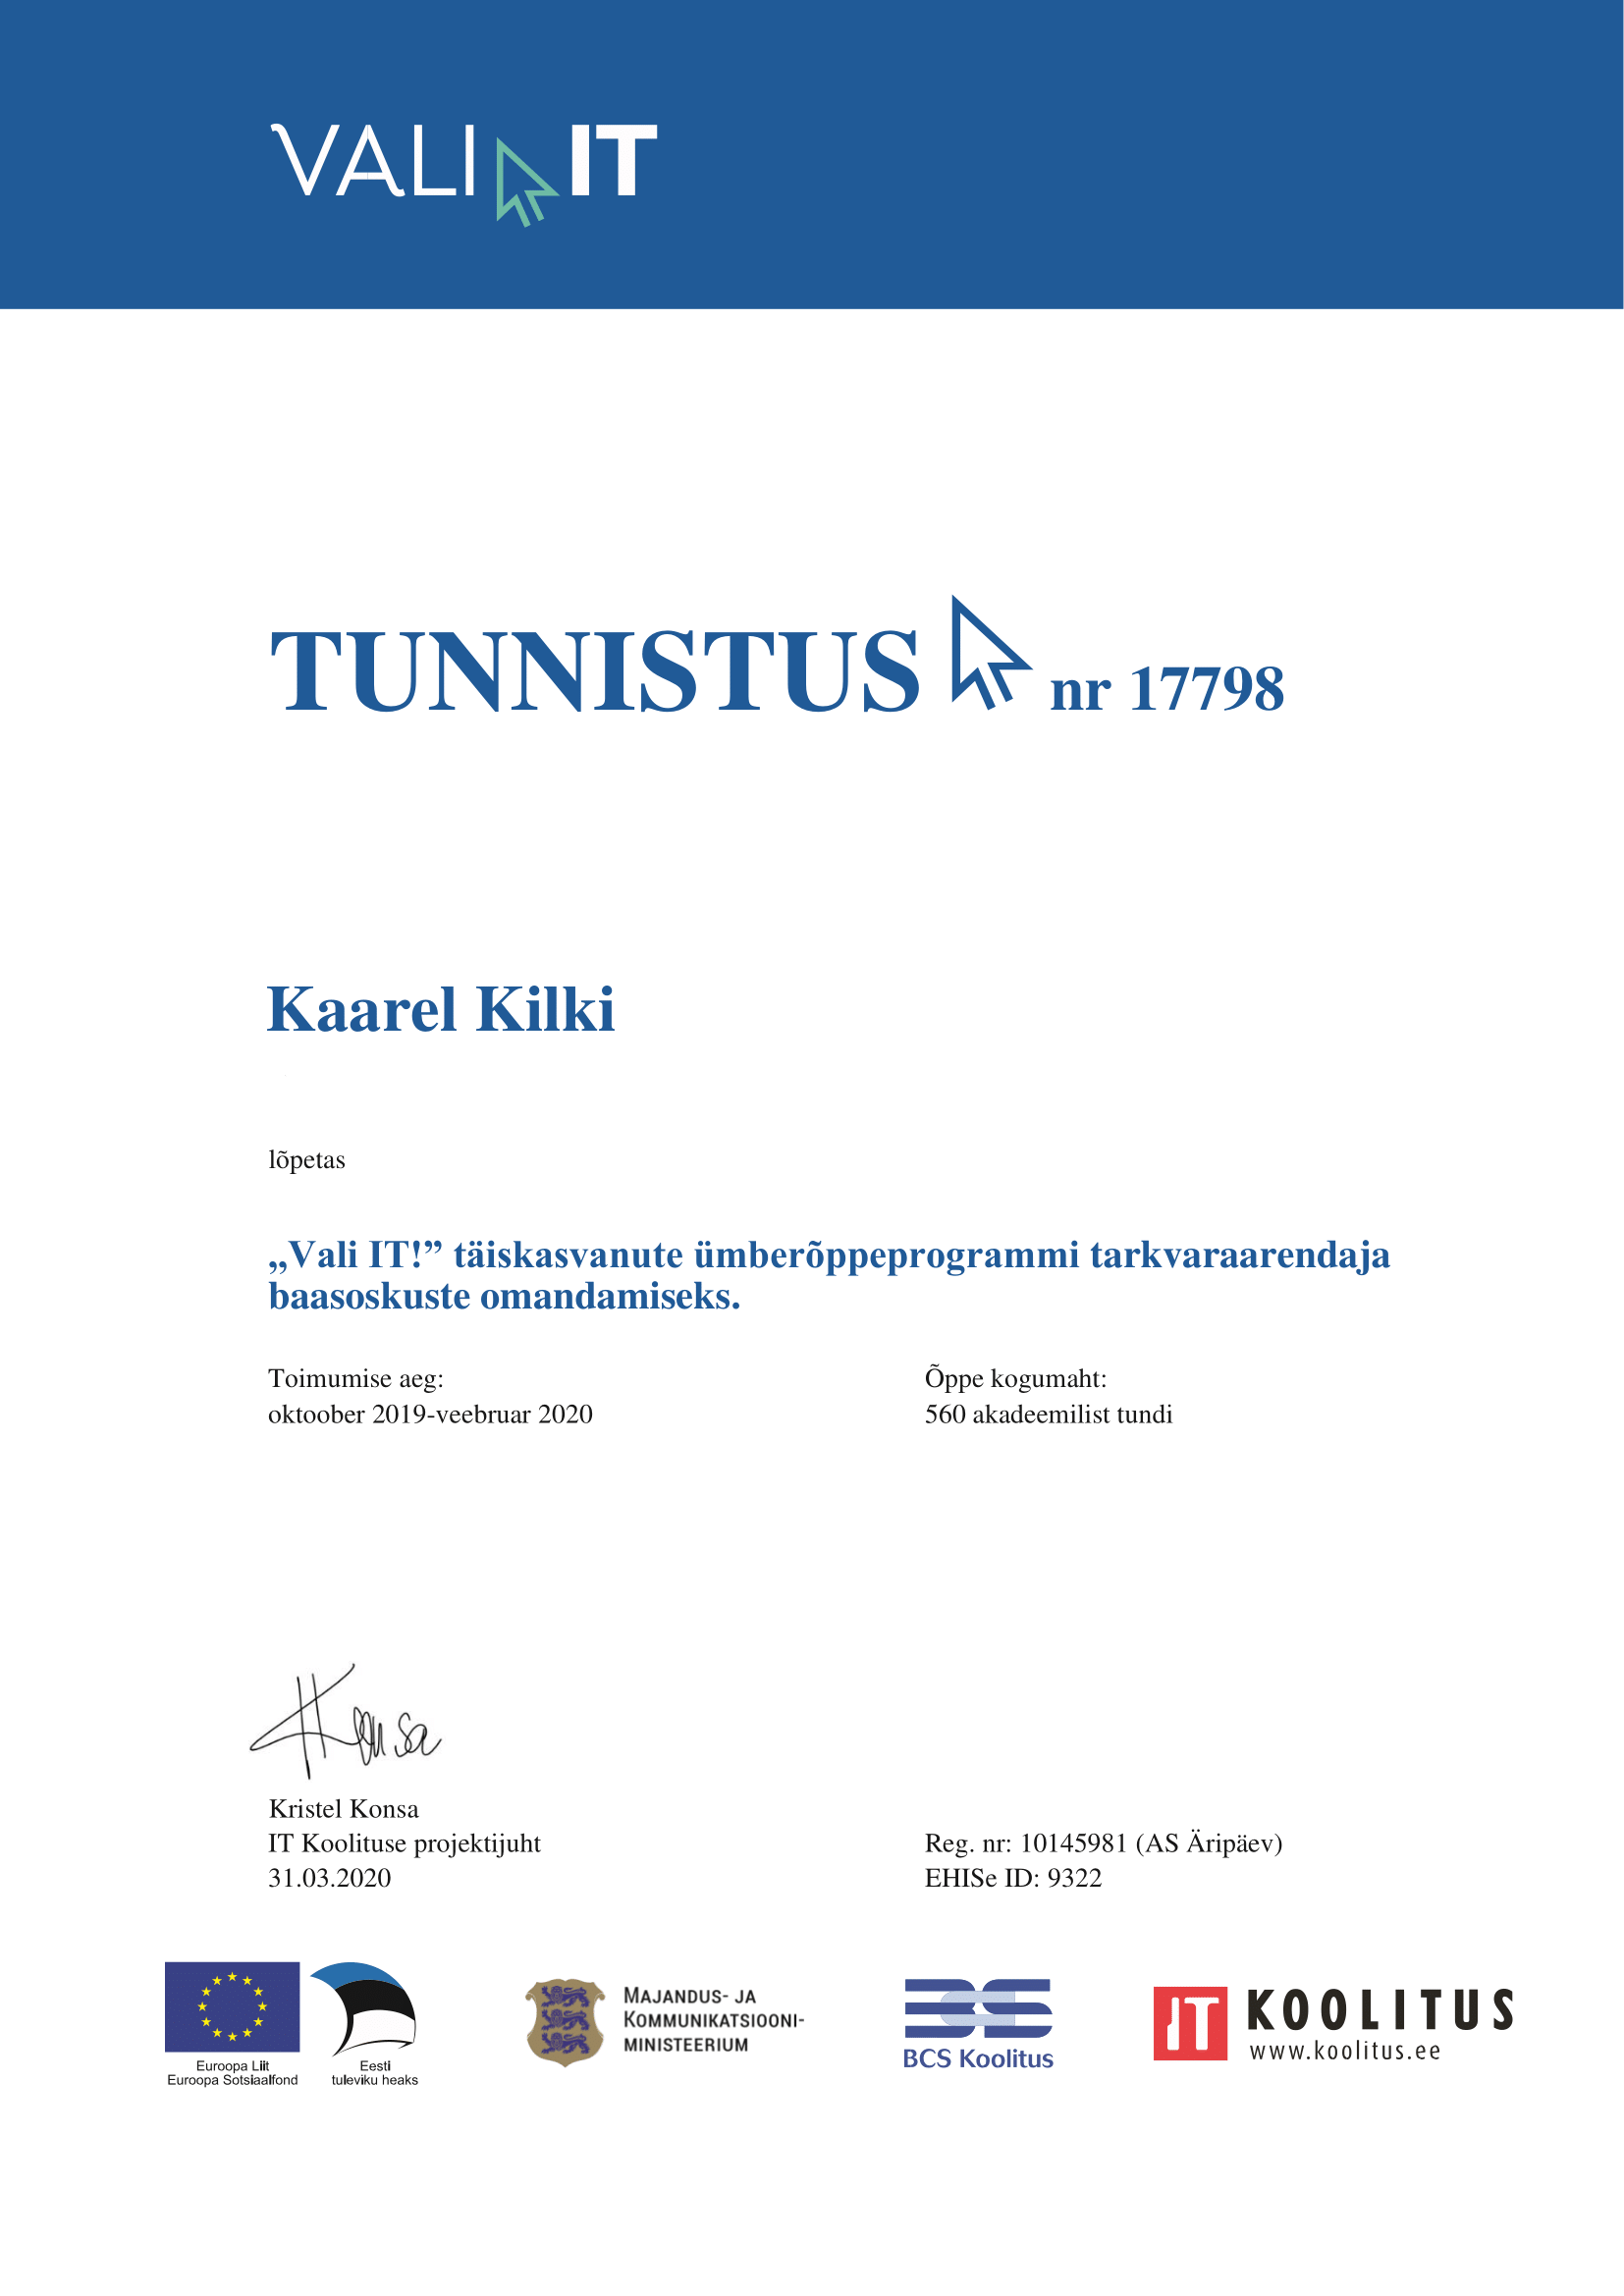 VALI IT
TUNNISTUS nr 17798
Kaarel Kilki
lõpetas
„Vali IT!” täiskasvanute ümberõppeprogrammi tarkvaraarendaja
baasoskuste omandamiseks.
Toimumise aeg:
oktoober 2019-veebruar 2020
Õppe kogumaht:
560 akadeemilist tundi
Konsa
Kristel Konsa
IT Koolituse projektijuht
31.03.2020
Reg. nr: 10145981 (AS Äripäev)
EHISe ID: 9322
Euroopa Liit
Euroopa Sotsiaalfond
Eesti
tuleviku heaks
MAJANDUS- JA
KOMMUNIKATSIOONI-
MINISTEERIUM
BCS Koolitus
IT KOOLITUS
www.koolitus.ee